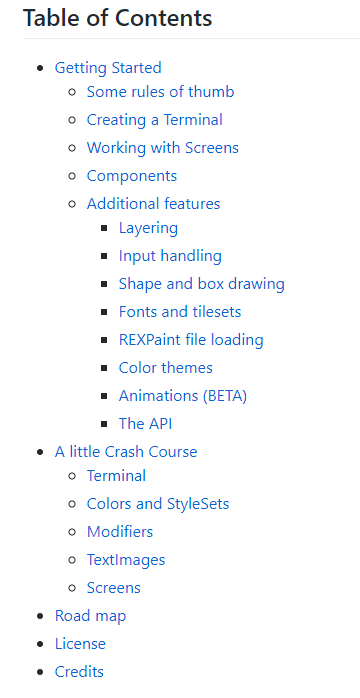 Table of Contents
Getting Started
Some rules of thumb
Creating a Terminal
Working with Screens
Components
Additional features
Layering
Input handling
Shape and box drawing
Fonts and tilesets
REXPaint file loading
Color themes
Animations (BETA)
The API
A little Crash Course
Terminal
Colors and StyleSets
Modifiers
TextImages
Screens
Road map
License
Credits